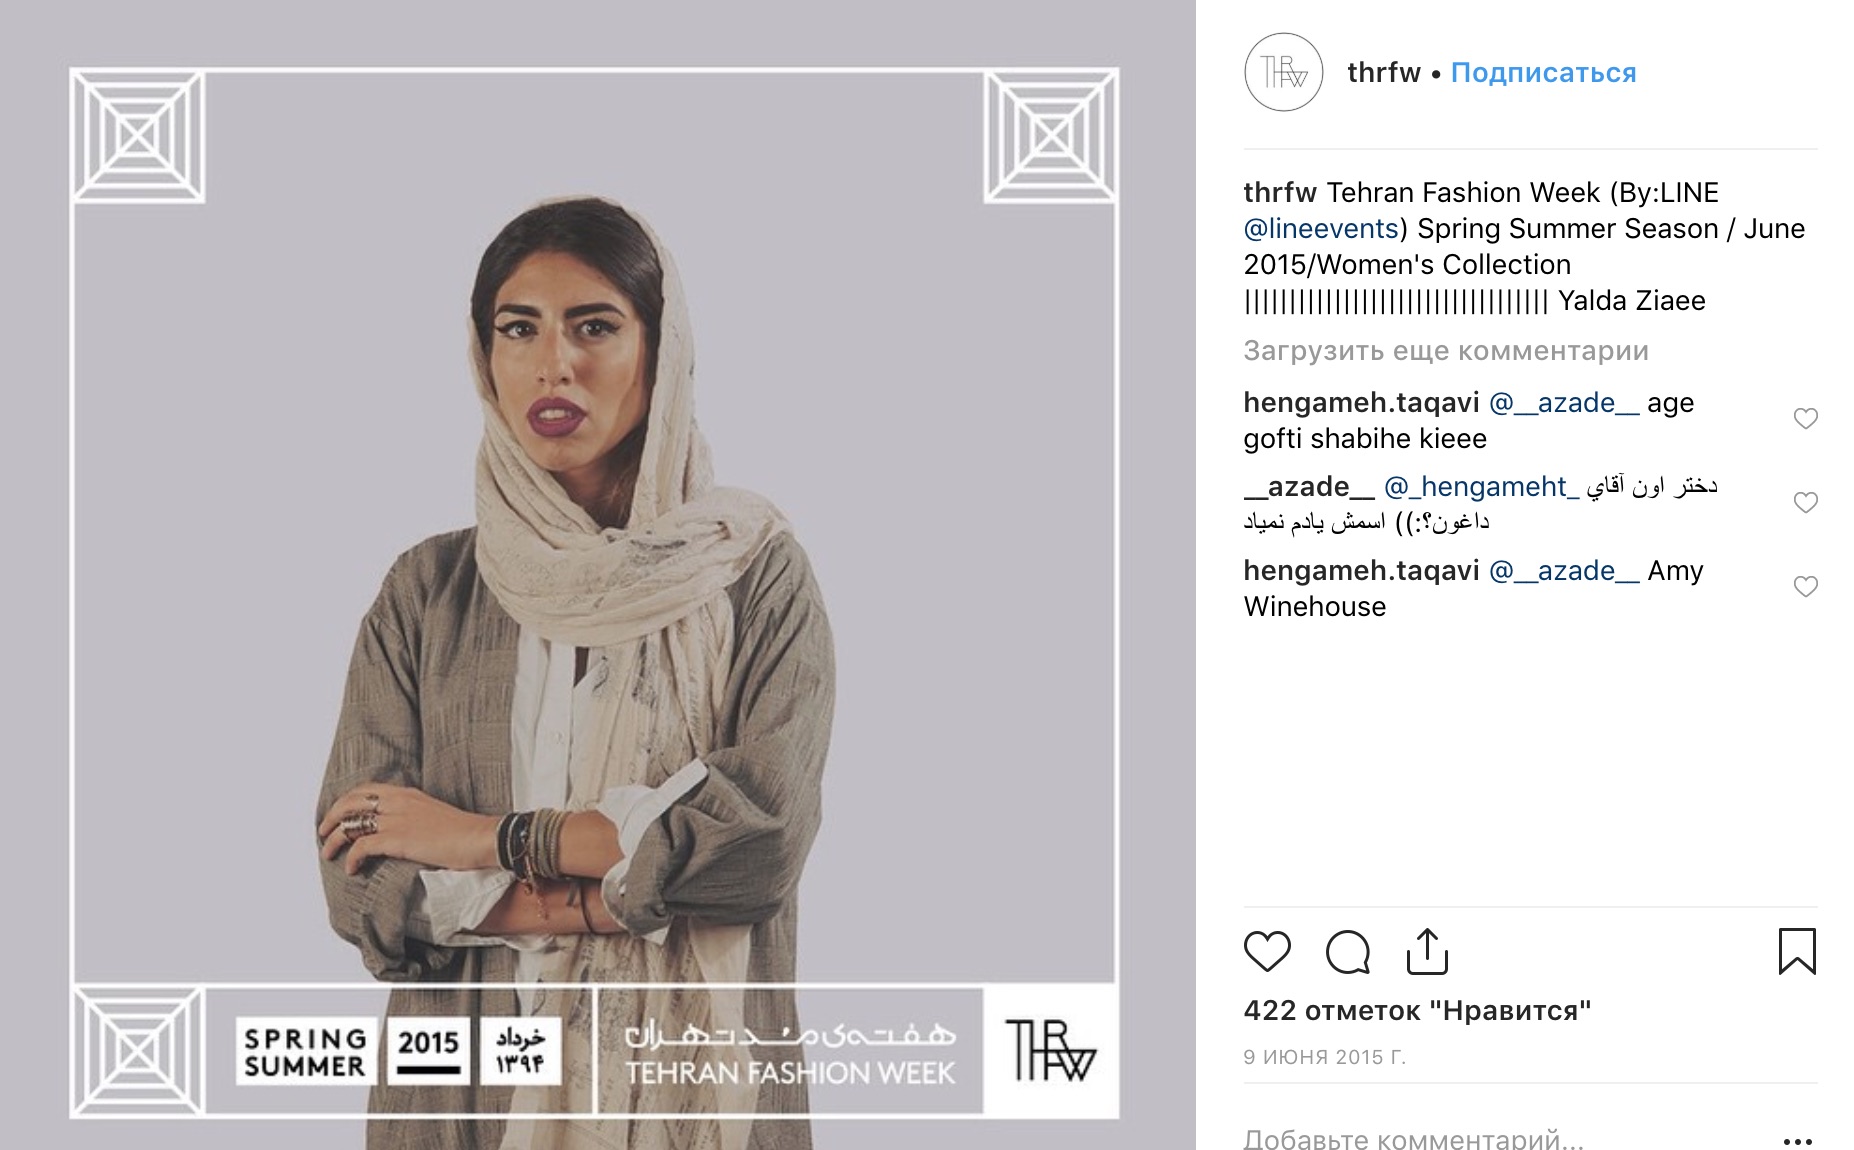 SPRING
SUMMER
2015
خرداد
۱۳۹۴
هفته‌ی مد تهران
TEHRAN FASHION WEEK
THRFW
THRFW
thrfw • Подписаться
thrfw Tehran Fashion Week (By:LINE
@lineevents) Spring Summer Season / June
2015/Women's Collection
|||||||||||||||||||||||||||||||||| Yalda Ziaee
Загрузить еще комментарии
hengameh.taqavi @__azade__ age
gofti shabihe kieee
__azade__ @_hengameht_ دختر اون آقاي
داغون؟:)) اسمش يادم نمياد
hengameh.taqavi @__azade__ Amy
Winehouse
422 отметок "Нравится"
9 ИЮНЯ 2015 Г.
Добавьте комментарий...